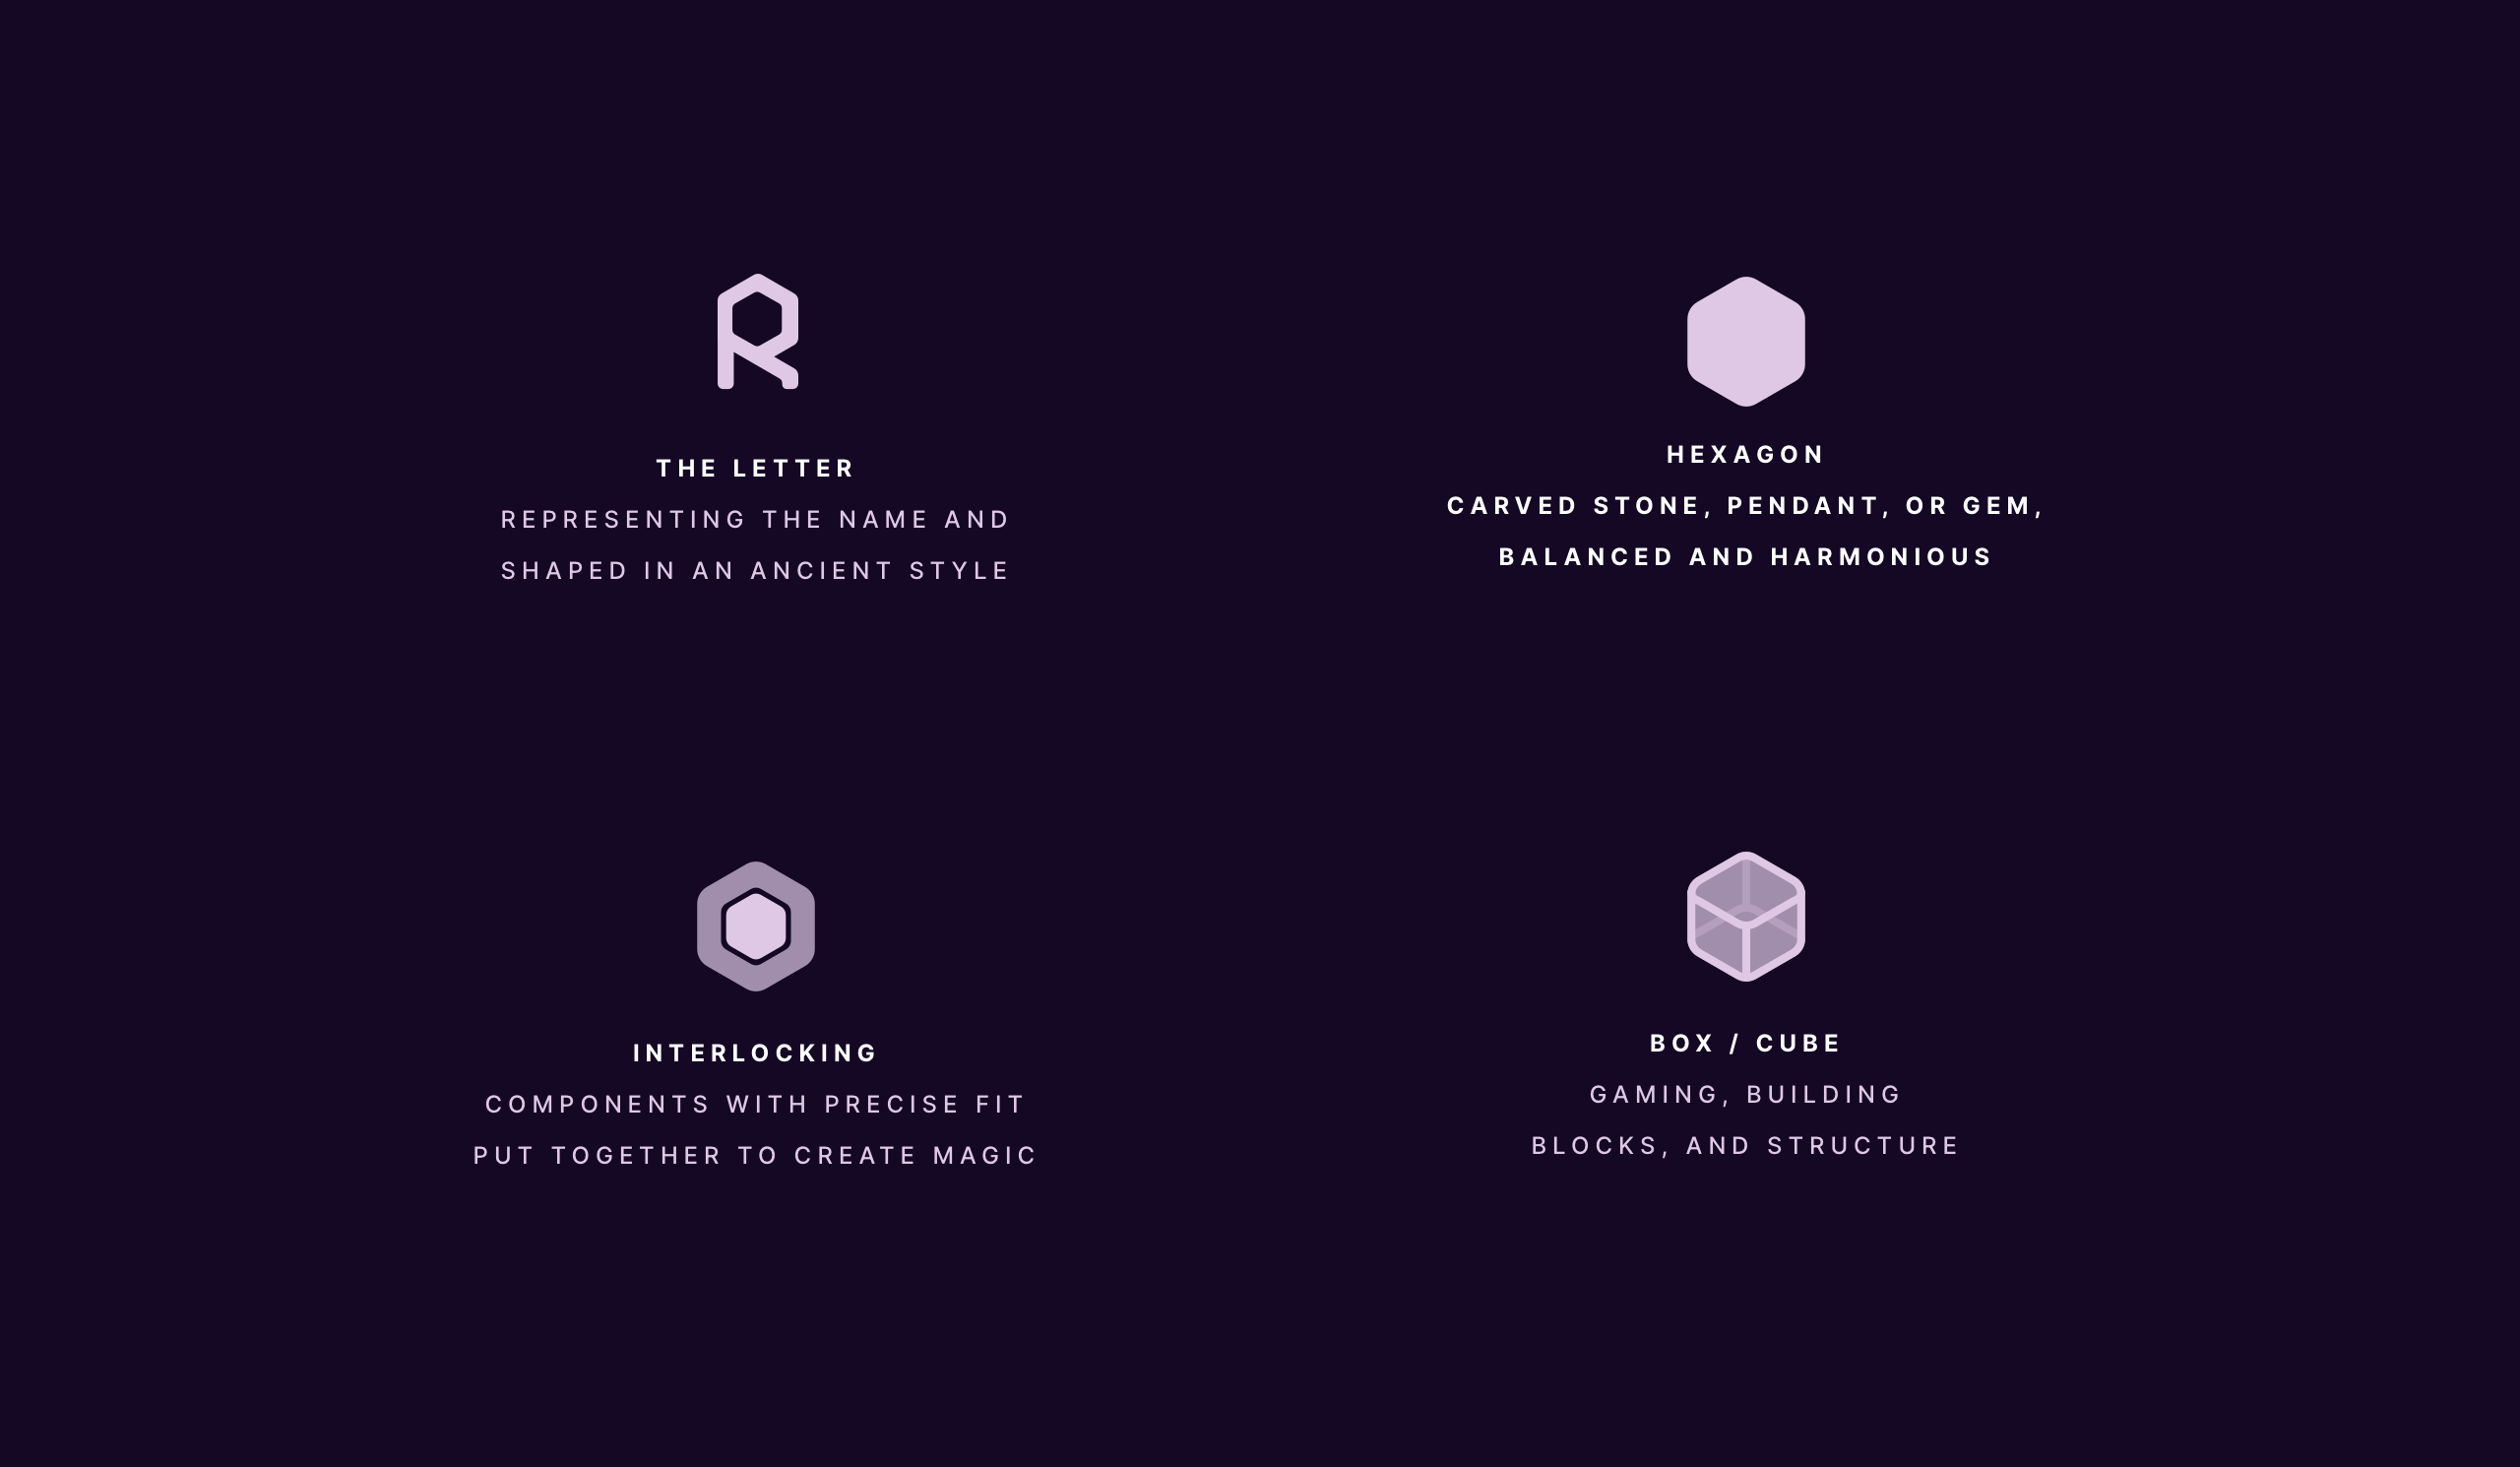 R
THE LETTER
REPRESENTING THE NAME AND
SHAPED IN AN ANCIENT STYLE
HEXAGON
CARVED STONE, PENDANT, OR GEM,
BALANCED AND HARMONIOUS
INTERLOCKING
COMPONENTS WITH PRECISE FIT
PUT TOGETHER TO CREATE MAGIC
BOX / CUBE
GAMING, BUILDING
BLOCKS, AND STRUCTURE